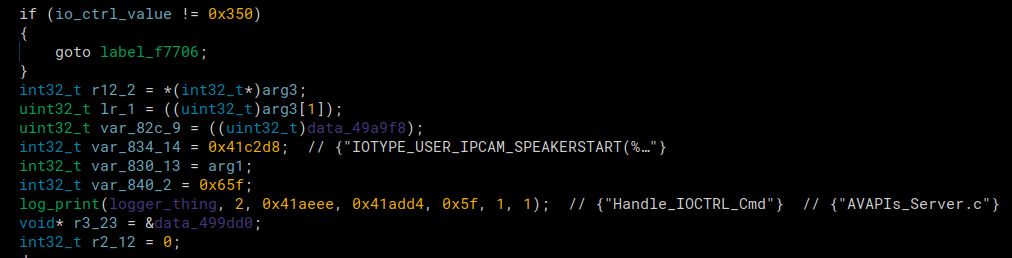 if (io_ctrl_value != 0x350)
{
    goto label_f7706;
}
int32_t r12_2 = *(int32_t*)arg3;
uint32_t lr_1 = ((uint32_t)arg3[1]);
uint32_t var_82c_9 = ((uint32_t)data_49a9f8);
int32_t var_834_14 = 0x41c2d8;  // {"IOTYPE_USER_IPCAM_SPEAKERSTART(%…"}
int32_t var_830_13 = arg1;
int32_t var_840_2 = 0x65f;
log_print(logger_thing, 2, 0x41aeee, 0x41add4, 0x5f, 1, 1);  // {"Handle_IOCTRL_Cmd"}  // {"AVAPIs_Server.c"}
void* r3_23 = &data_499dd0;
int32_t r2_12 = 0;